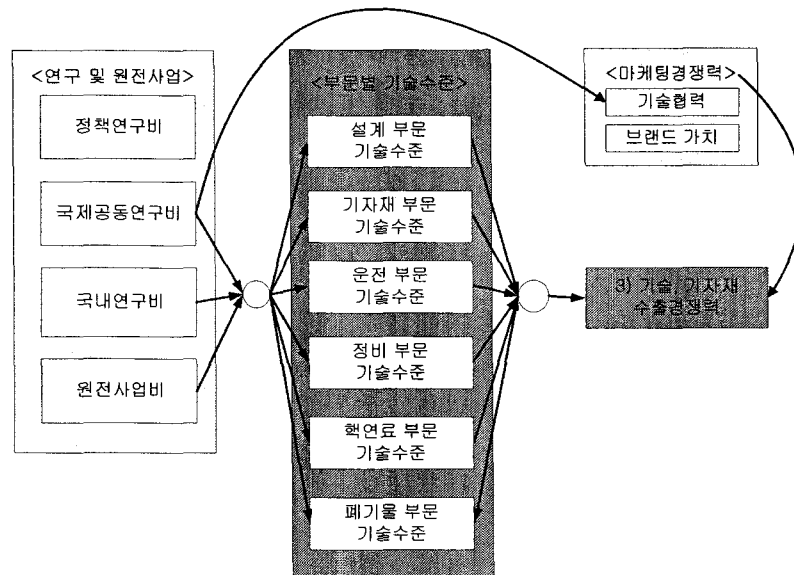 <연구 및 원전사업>
정책연구비
국제공동연구비
국내연구비
원전사업비
<부문별 기술수준>
설계 부문
기술수준
기자재 부문
기술수준
운전 부문
기술수준
정비 부문
기술수준
핵연료 부문
기술수준
폐기물 부문
기술수준
<마케팅경쟁력>
기술협력
브랜드 가치
3) 기술, 기자재
수출경쟁력